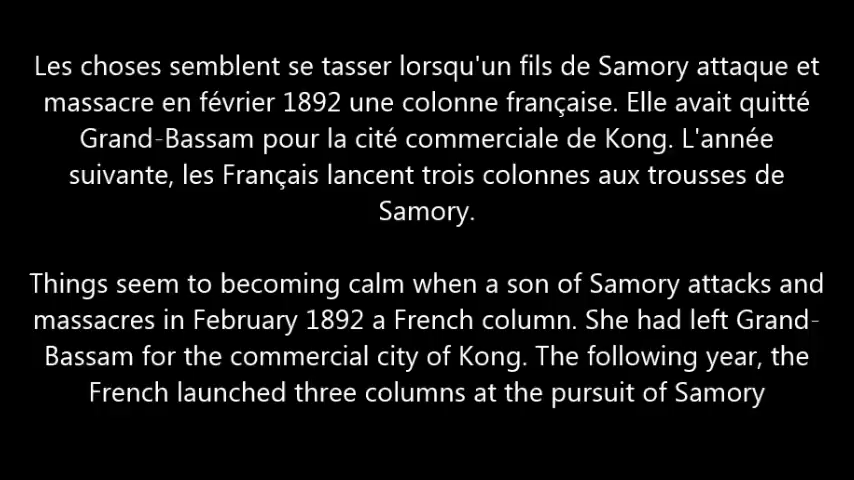 Les choses semblent se tasser lorsqu'un fils de Samory attaque et
massacre en février 1892 une colonne française. Elle avait quitté
Grand-Bassam pour la cité commerciale de Kong. L'année
suivante, les Français lancent trois colonnes aux trousses de
Samory.
Things seem to becoming calm when a son of Samory attacks and
massacres in February 1892 a French column. She had left Grand-
Bassam for the commercial city of Kong. The following year, the
French launched three columns at the pursuit of Samory